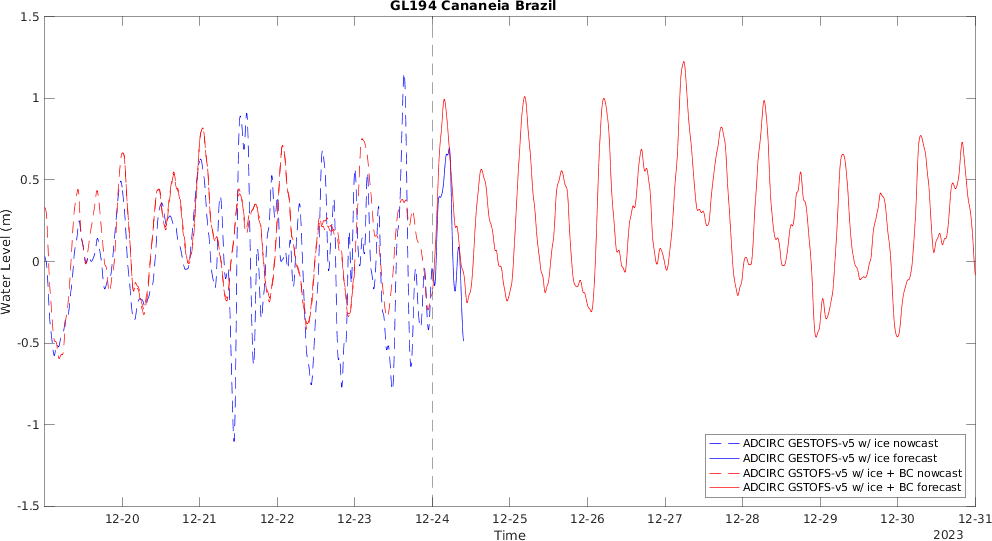 GL194 Cananeia Brazil
1.5
1
0.5
0
-0.5
-1
-1.5
Water Level (m)
12-20
12-21
12-22
12-23
12-24
12-25
12-26
12-27
12-28
12-29
12-30
12-31
Time
2023
ADCIRC GESTOFS-v5 w/ ice nowcast
ADCIRC GESTOFS-v5 w/ ice forecast
ADCIRC GSTOFS-v5 w/ ice + BC nowcast
ADCIRC GSTOFS-v5 w/ ice + BC forecast